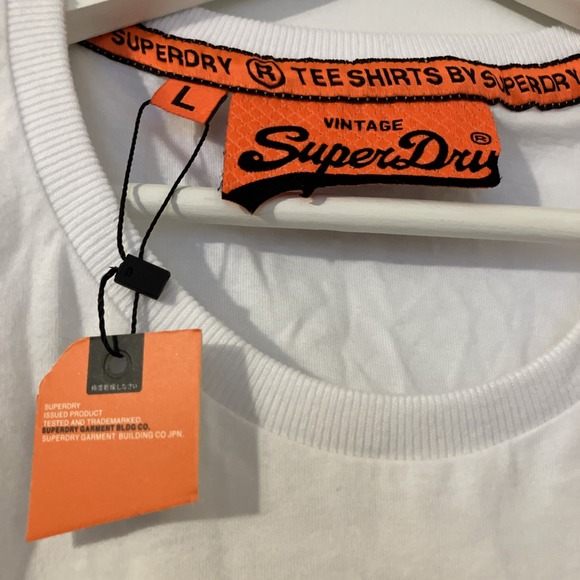 SUPERDRY ® TEE SHIRTS BY SUPERDRY
L
VINTAGE
SuperDry ®
SUPERDRY
ISSUED PRODUCT
TESTED AND TRADEMARKED.
SUPERDRY GARMENT BLDG CO.
SUPERDRY GARMENT BUILDING CO JPN.